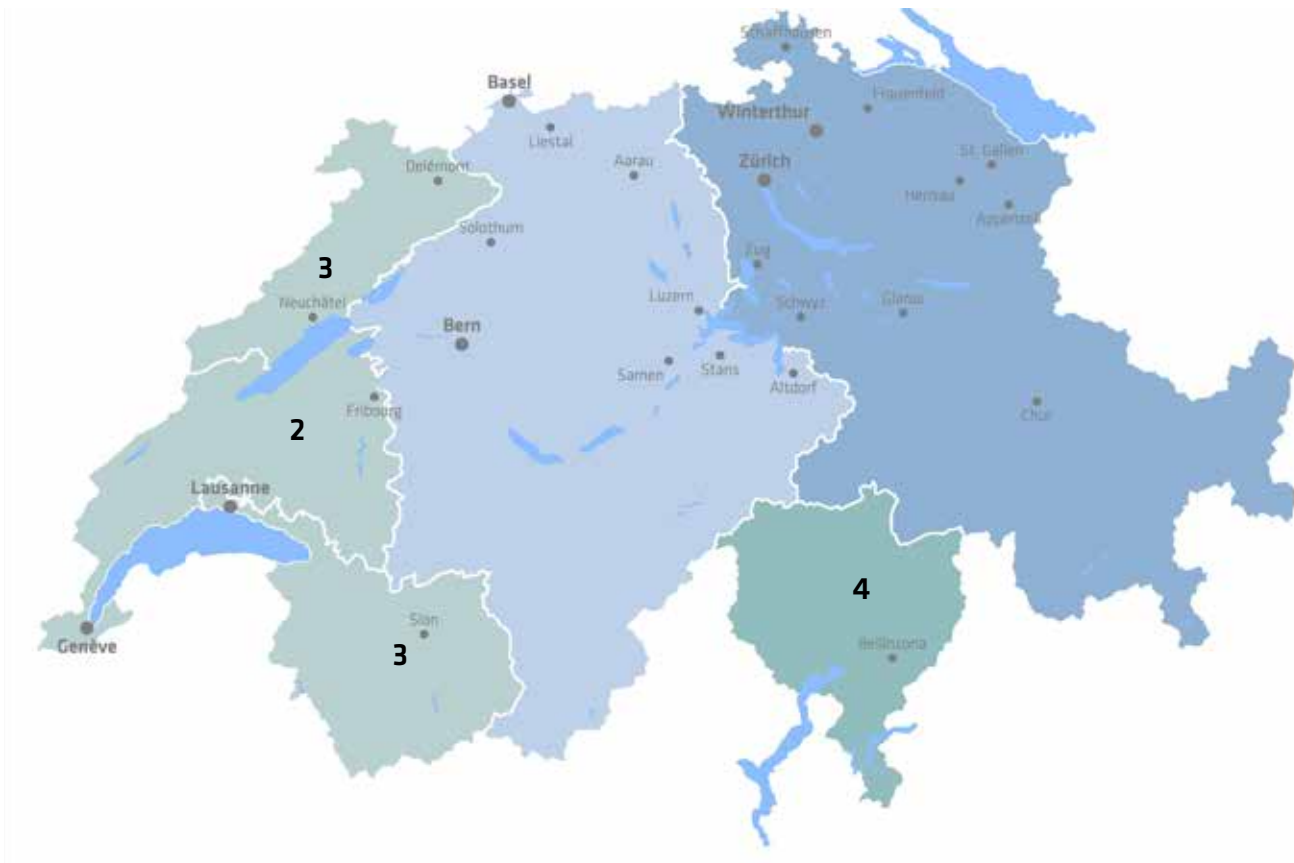 Schaffhausen
Basel
Frauenfeld
Winterthur
Liestal
St. Gallen
Aarau
Zürich
Delémont
Herisau
Appenzell
Solothurn
Zug
3
Neuchâtel
Luzern
Schwyz
Glarus
Bern
Sarnen
Stans
Altdorf
Fribourg
Chur
2
Lausanne
4
Genève
Sion
3
Bellinzona